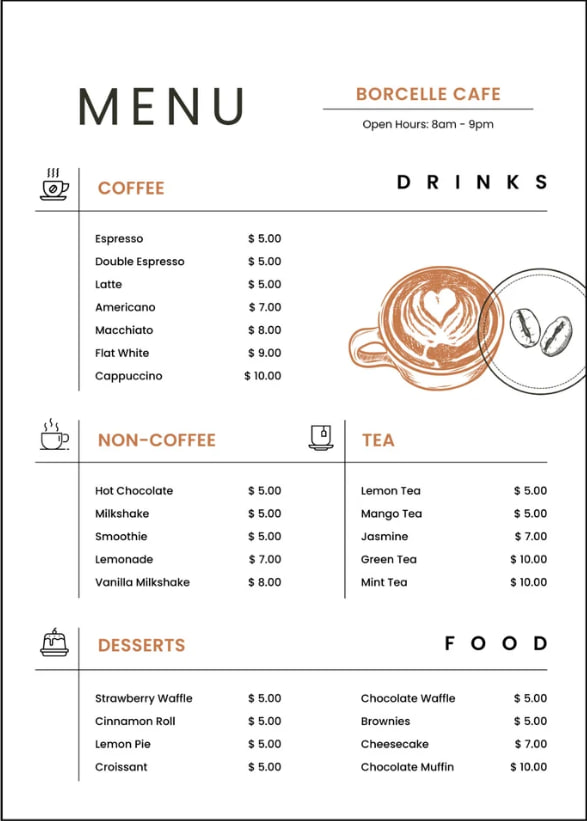 MENU
BORCELLE CAFE
Open Hours: 8am - 9pm
COFFEE
DRINKS
Espresso $ 5.00
Double Espresso $ 5.00
Latte $ 5.00
Americano $ 7.00
Macchiato $ 8.00
Flat White $ 9.00
Cappuccino $ 10.00
NON-COFFEE
Hot Chocolate $ 5.00
Milkshake $ 5.00
Smoothie $ 5.00
Lemonade $ 7.00
Vanilla Milkshake $ 8.00
TEA
Lemon Tea $ 5.00
Mango Tea $ 5.00
Jasmine $ 7.00
Green Tea $ 10.00
Mint Tea $ 10.00
DESSERTS
FOOD
Strawberry Waffle $ 5.00
Cinnamon Roll $ 5.00
Lemon Pie $ 5.00
Croissant $ 5.00
Chocolate Waffle $ 5.00
Brownies $ 5.00
Cheesecake $ 7.00
Chocolate Muffin $ 10.00